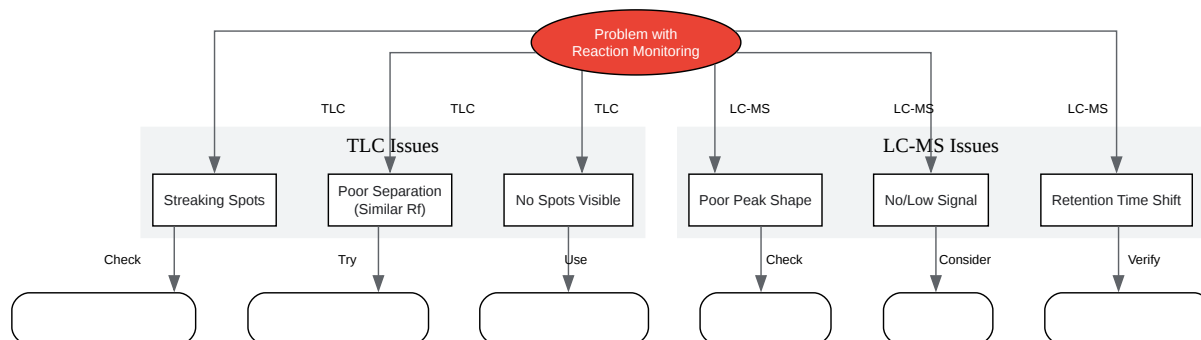 Problem with
Reaction Monitoring
TLC
TLC
TLC
LC-MS
LC-MS
LC-MS
TLC Issues
LC-MS Issues
Streaking Spots
Poor Separation
(Similar Rf)
No Spots Visible
Poor Peak Shape
No/Low Signal
Retention Time Shift
Check
Try
Use
Check
Consider
Verify